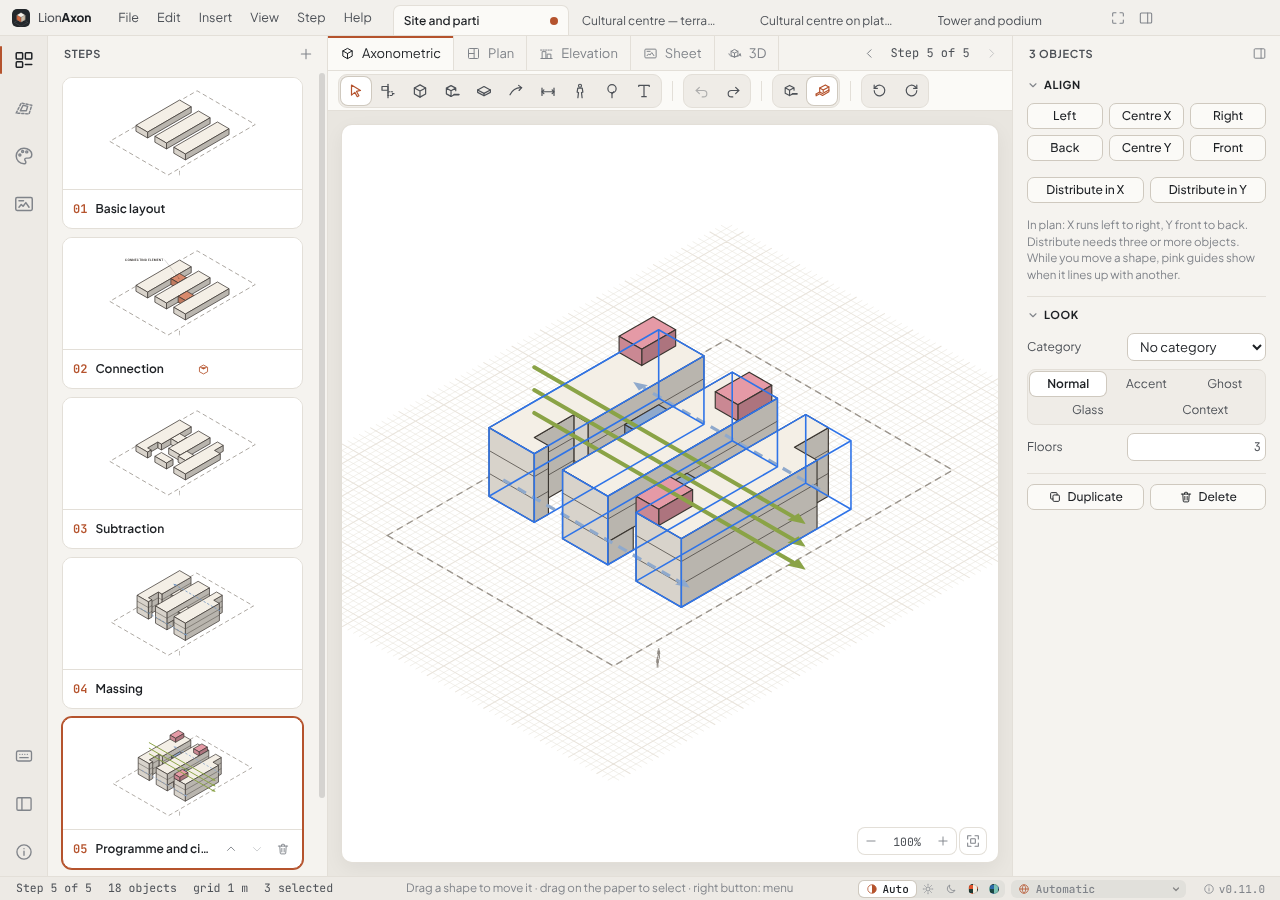 LionAxon
File Edit Insert View Step Help
Site and parti
Cultural centre — terra...
Cultural centre on plat...
Tower and podium
STEPS
Axonometric
Plan
Elevation
Sheet
3D
Step 5 of 5
3 OBJECTS
ALIGN
Left Centre X Right
Back Centre Y Front
Distribute in X Distribute in Y
In plan: X runs left to right, Y front to back.
Distribute needs three or more objects.
While you move a shape, pink guides show
when it lines up with another.
LOOK
Category No category
Normal Accent Ghost
Glass Context
Floors 3
Duplicate Delete
01 Basic layout
CONNECTING ELEMENT
02 Connection
03 Subtraction
04 Massing
05 Programme and ci...
100%
Step 5 of 5 18 objects grid 1 m 3 selected
Drag a shape to move it · drag on the paper to select · right button: menu
Auto
Automatic
v0.11.0